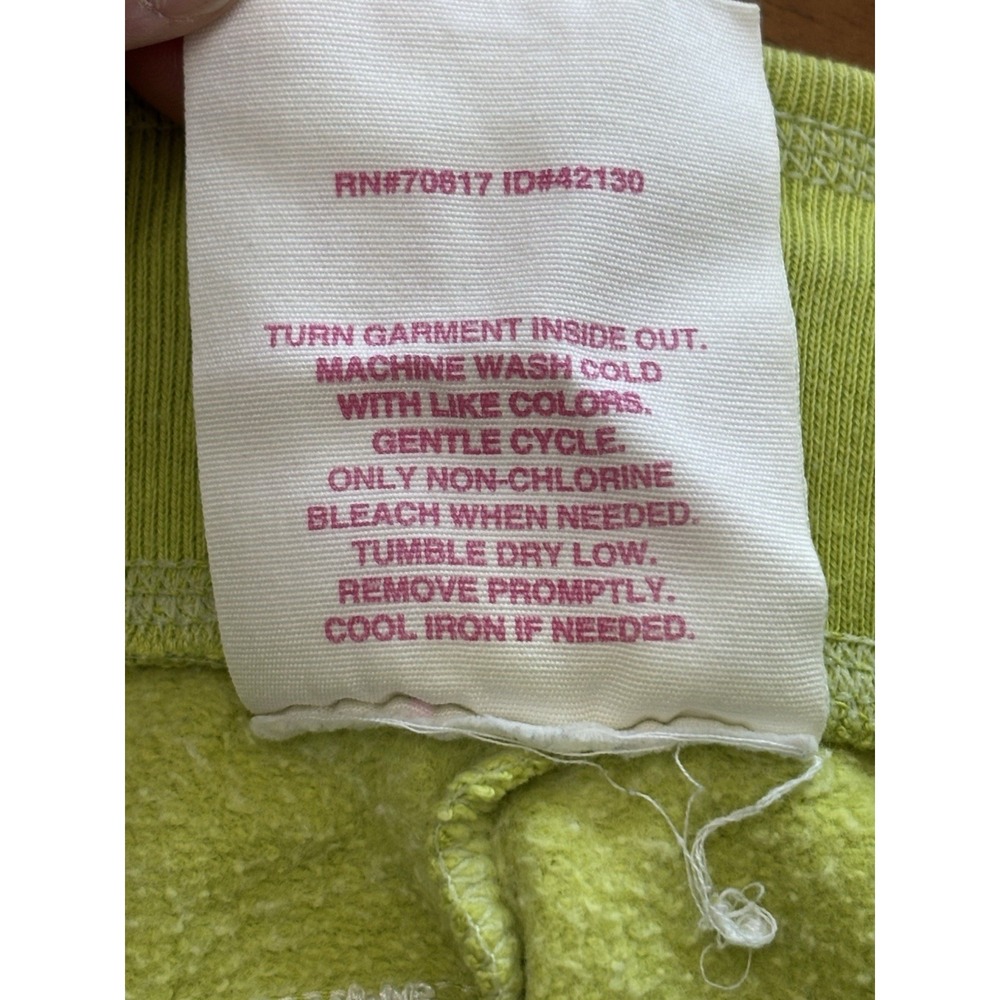 RN#70617 ID#42130
TURN GARMENT INSIDE OUT.
MACHINE WASH COLD
WITH LIKE COLORS.
GENTLE CYCLE.
ONLY NON-CHLORINE
BLEACH WHEN NEEDED.
TUMBLE DRY LOW.
REMOVE PROMPTLY.
COOL IRON IF NEEDED.